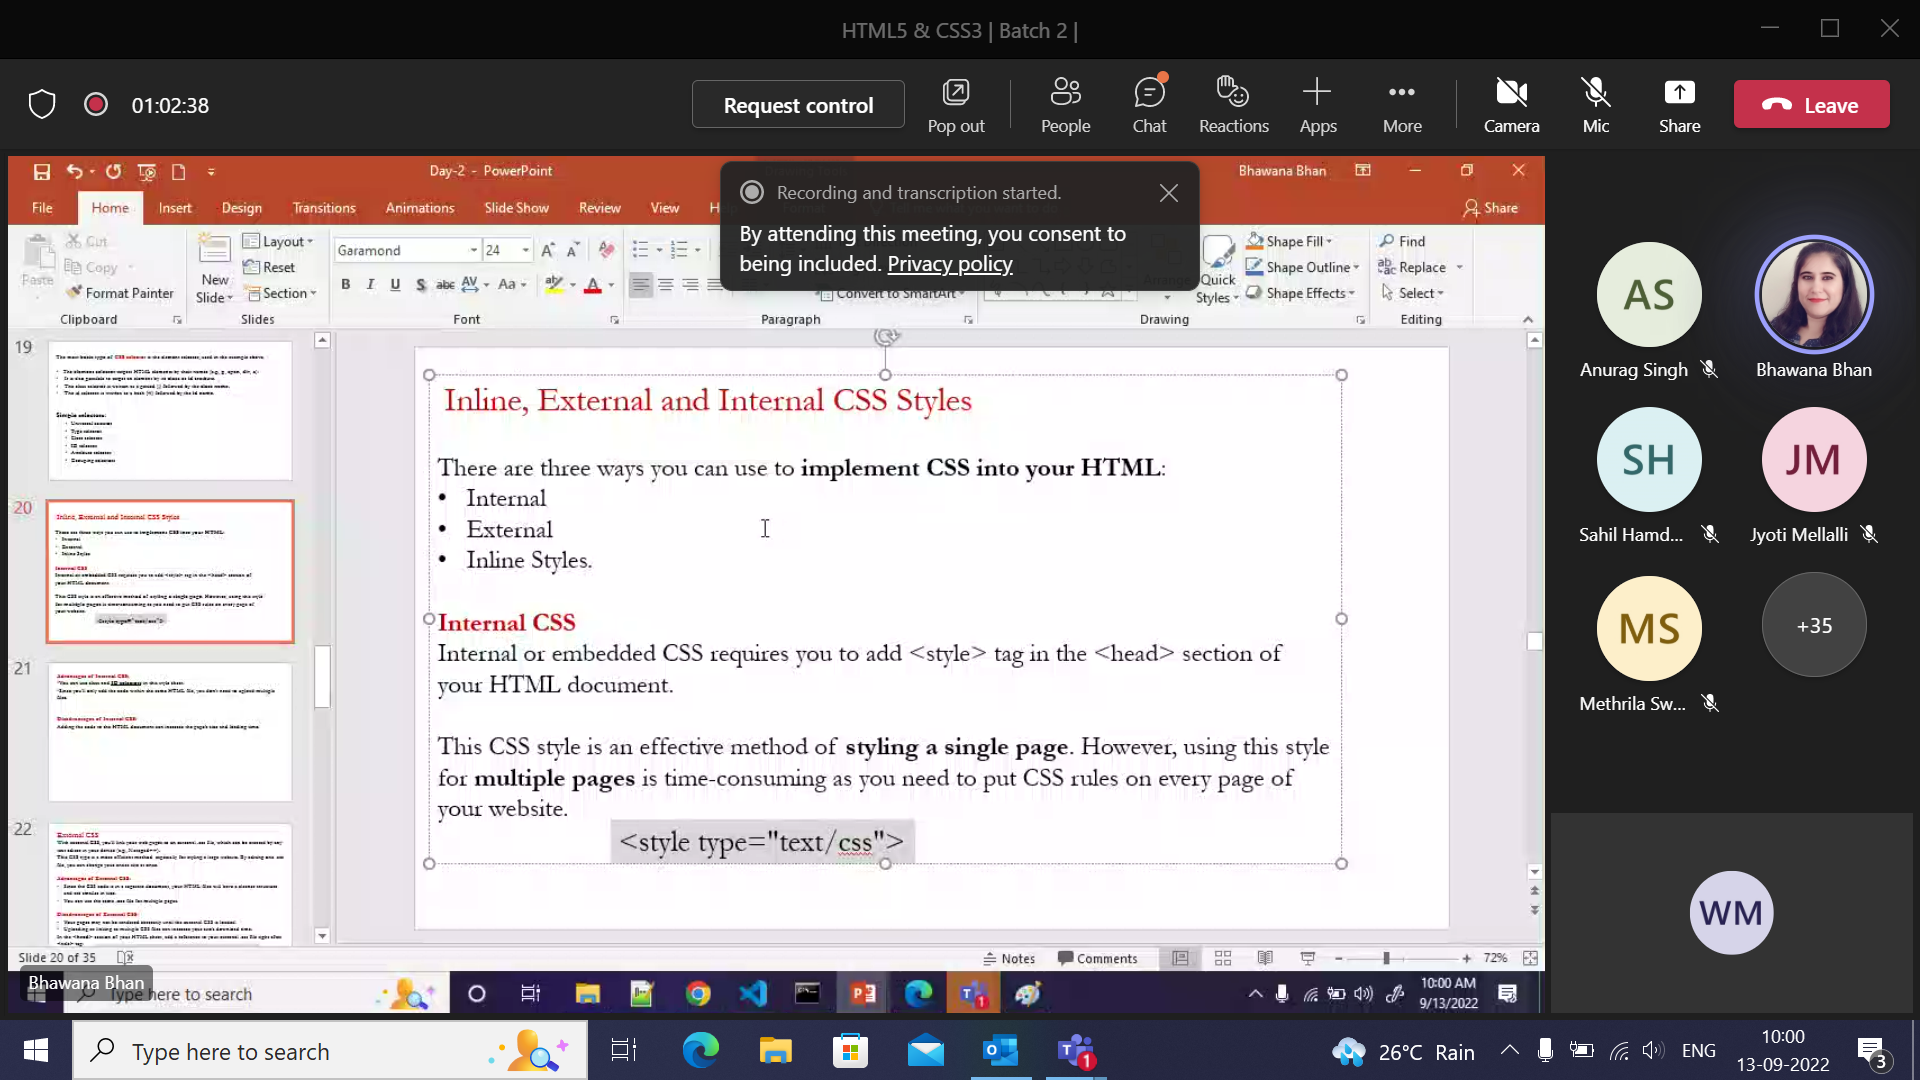 HTML5 & CSS3 | Batch 2 |
01:02:38
Request control
Pop out
People
Chat
Reactions
Apps
More
Camera
Mic
Share
Leave
Day-2 - PowerPoint
Bhawana Bhan
File
Home
Insert
Design
Transitions
Animations
Slide Show
Review
View
Share
Recording and transcription started.
By attending this meeting, you consent to
being included. Privacy policy
Paste
Cut
Copy
Format Painter
Clipboard
New
Slide
Layout
Reset
Section
Slides
Garamond
24
Font
Convert to SmartArt
Paragraph
Quick
Styles
Shape Fill
Shape Outline
Shape Effects
Drawing
Find
Replace
Select
Editing
19
20
21
22
Inline, External and Internal CSS Styles
There are three ways you can use to implement CSS into your HTML:
• Internal
• External
• Inline Styles.
Internal CSS
Internal or embedded CSS requires you to add <style> tag in the <head> section of
your HTML document.
This CSS style is an effective method of styling a single page. However, using this style
for multiple pages is time-consuming as you need to put CSS rules on every page of
your website.
<style type="text/css">
Slide 20 of 35
Notes
Comments
72%
Bhawana Bhan
Type here to search
10:00 AM
9/13/2022
AS
Anurag Singh
Bhawana Bhan
SH
Sahil Hamd...
JM
Jyoti Mellalli
MS
Methrila Sw...
+35
WM
Type here to search
26°C Rain
ENG
10:00
13-09-2022
3